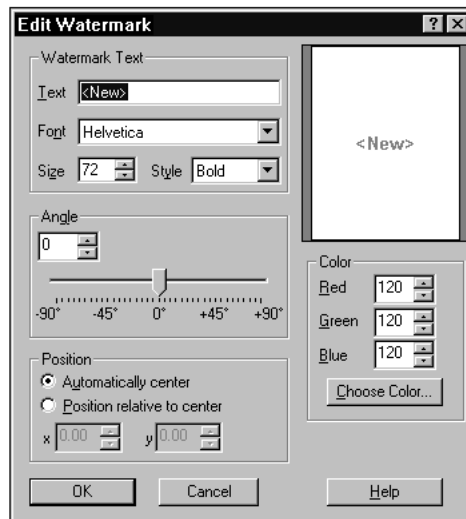 Edit Watermark
Watermark Text
Text <New>
Font Helvetica
Size 72 Style Bold
<New>
Angle
0
-90° -45° 0° +45° +90°
Color
Red 120
Green 120
Blue 120
Choose Color...
Position
Automatically center
Position relative to center
x 0.00 y 0.00
OK Cancel Help